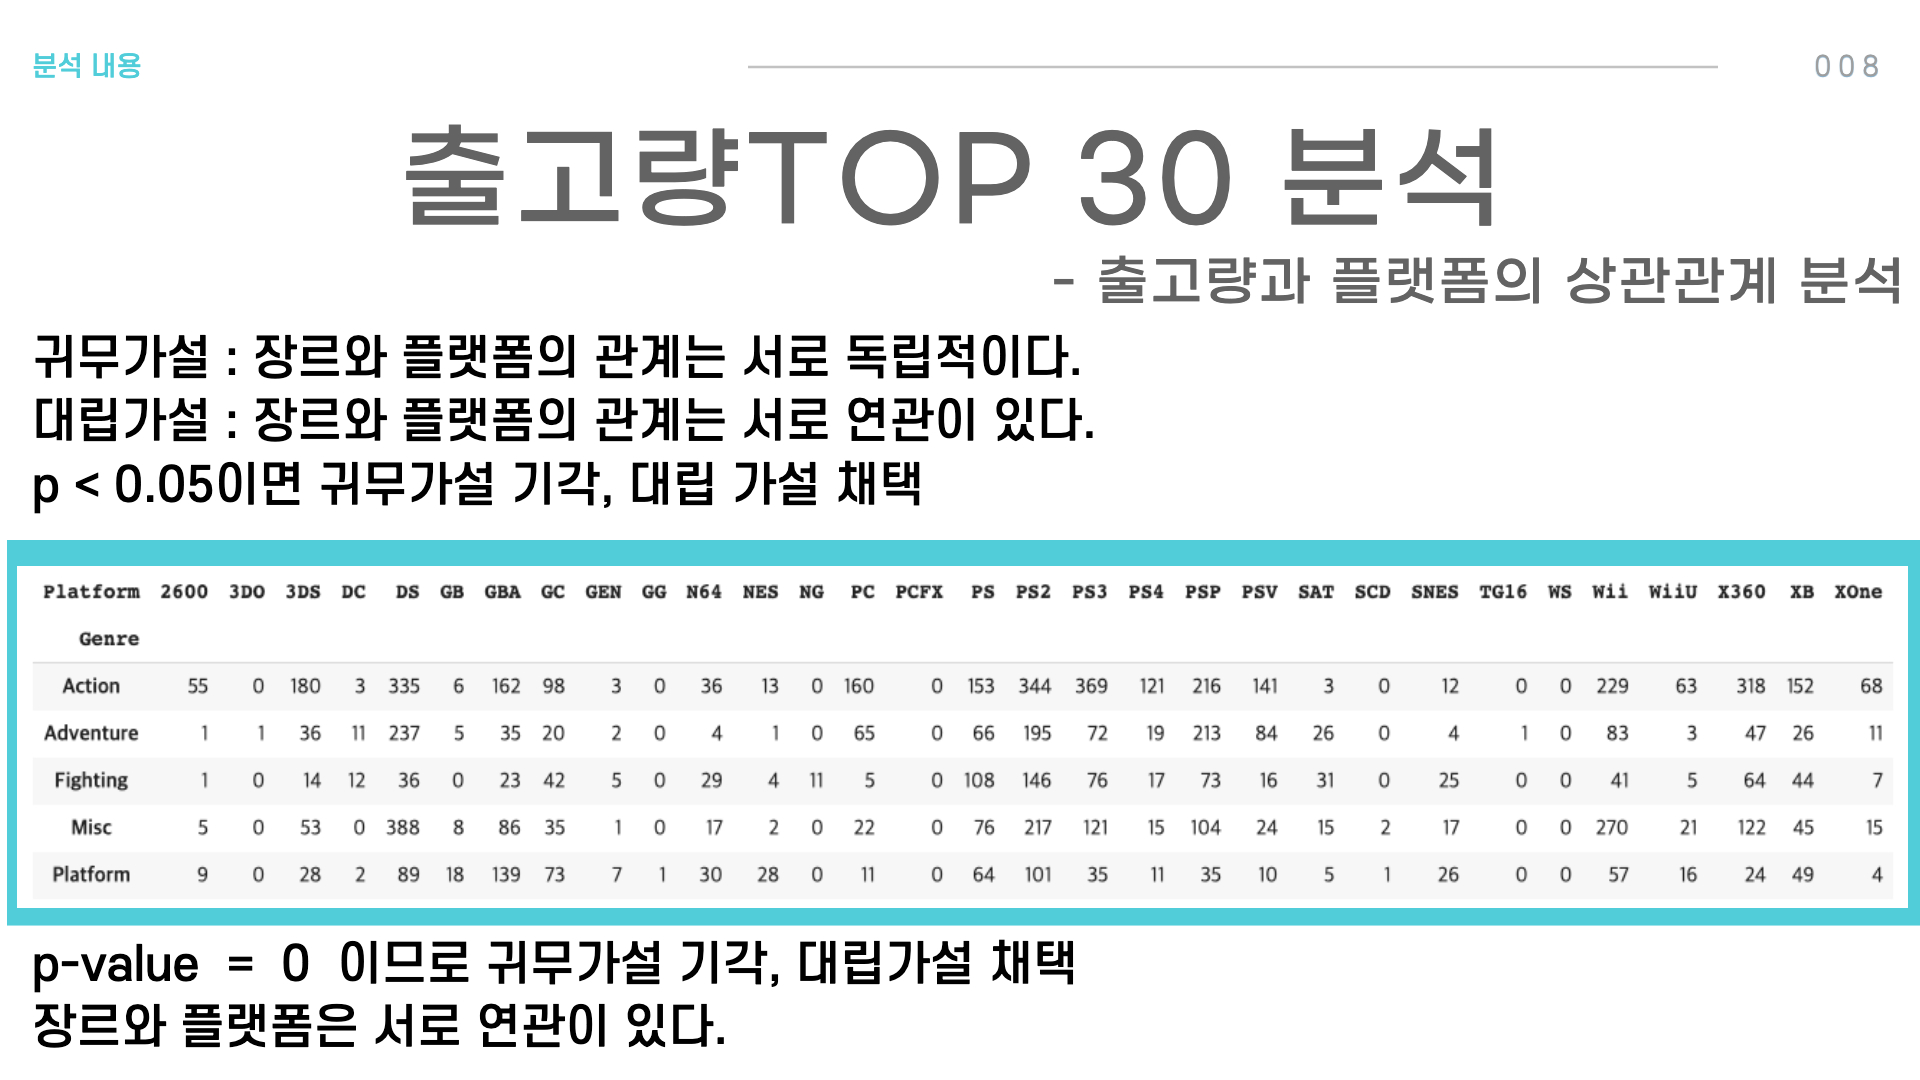 분석 내용
008
출고량TOP 30 분석
- 출고량과 플랫폼의 상관관계 분석
귀무가설 : 장르와 플랫폼의 관계는 서로 독립적이다.
대립가설 : 장르와 플랫폼의 관계는 서로 연관이 있다.
p < 0.05이면 귀무가설 기각, 대립 가설 채택
Platform 2600 3DO 3DS DC DS GB GBA GC GEN GG N64 NES NG PC PCFX PS PS2 PS3 PS4 PSP PSV SAT SCD SNES TG16 WS Wii WiiU X360 XB XOne
Genre
Action 55 0 180 3 335 6 162 98 3 0 36 13 0 160 0 153 344 369 121 216 141 3 0 12 0 0 229 63 318 152 68
Adventure 1 1 36 11 237 5 35 20 2 0 4 1 0 65 0 66 195 72 19 213 84 26 0 4 1 0 83 3 47 26 11
Fighting 1 0 14 12 36 0 23 42 5 0 29 4 11 5 0 108 146 76 17 73 16 31 0 25 0 0 41 5 64 44 7
Misc 5 0 53 0 388 8 86 35 1 0 17 2 0 22 0 76 217 121 15 104 24 15 2 17 0 0 270 21 122 45 15
Platform 9 0 28 2 89 18 139 73 7 1 30 28 0 11 0 64 101 35 11 35 10 5 1 26 0 0 57 16 24 49 4
p-value = 0 이므로 귀무가설 기각, 대립가설 채택
장르와 플랫폼은 서로 연관이 있다.